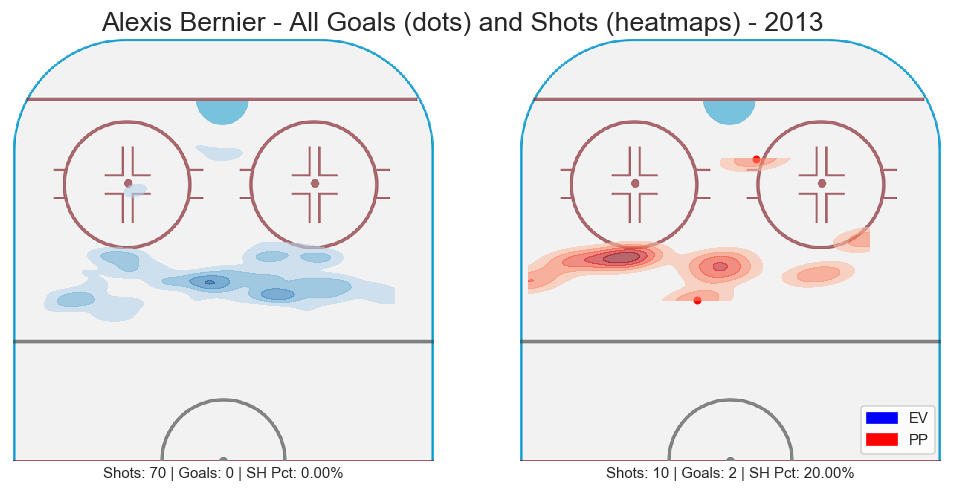 Alexis Bernier - All Goals (dots) and Shots (heatmaps) - 2013
EV
PP
Shots: 70 | Goals: 0 | SH Pct: 0.00%
Shots: 10 | Goals: 2 | SH Pct: 20.00%